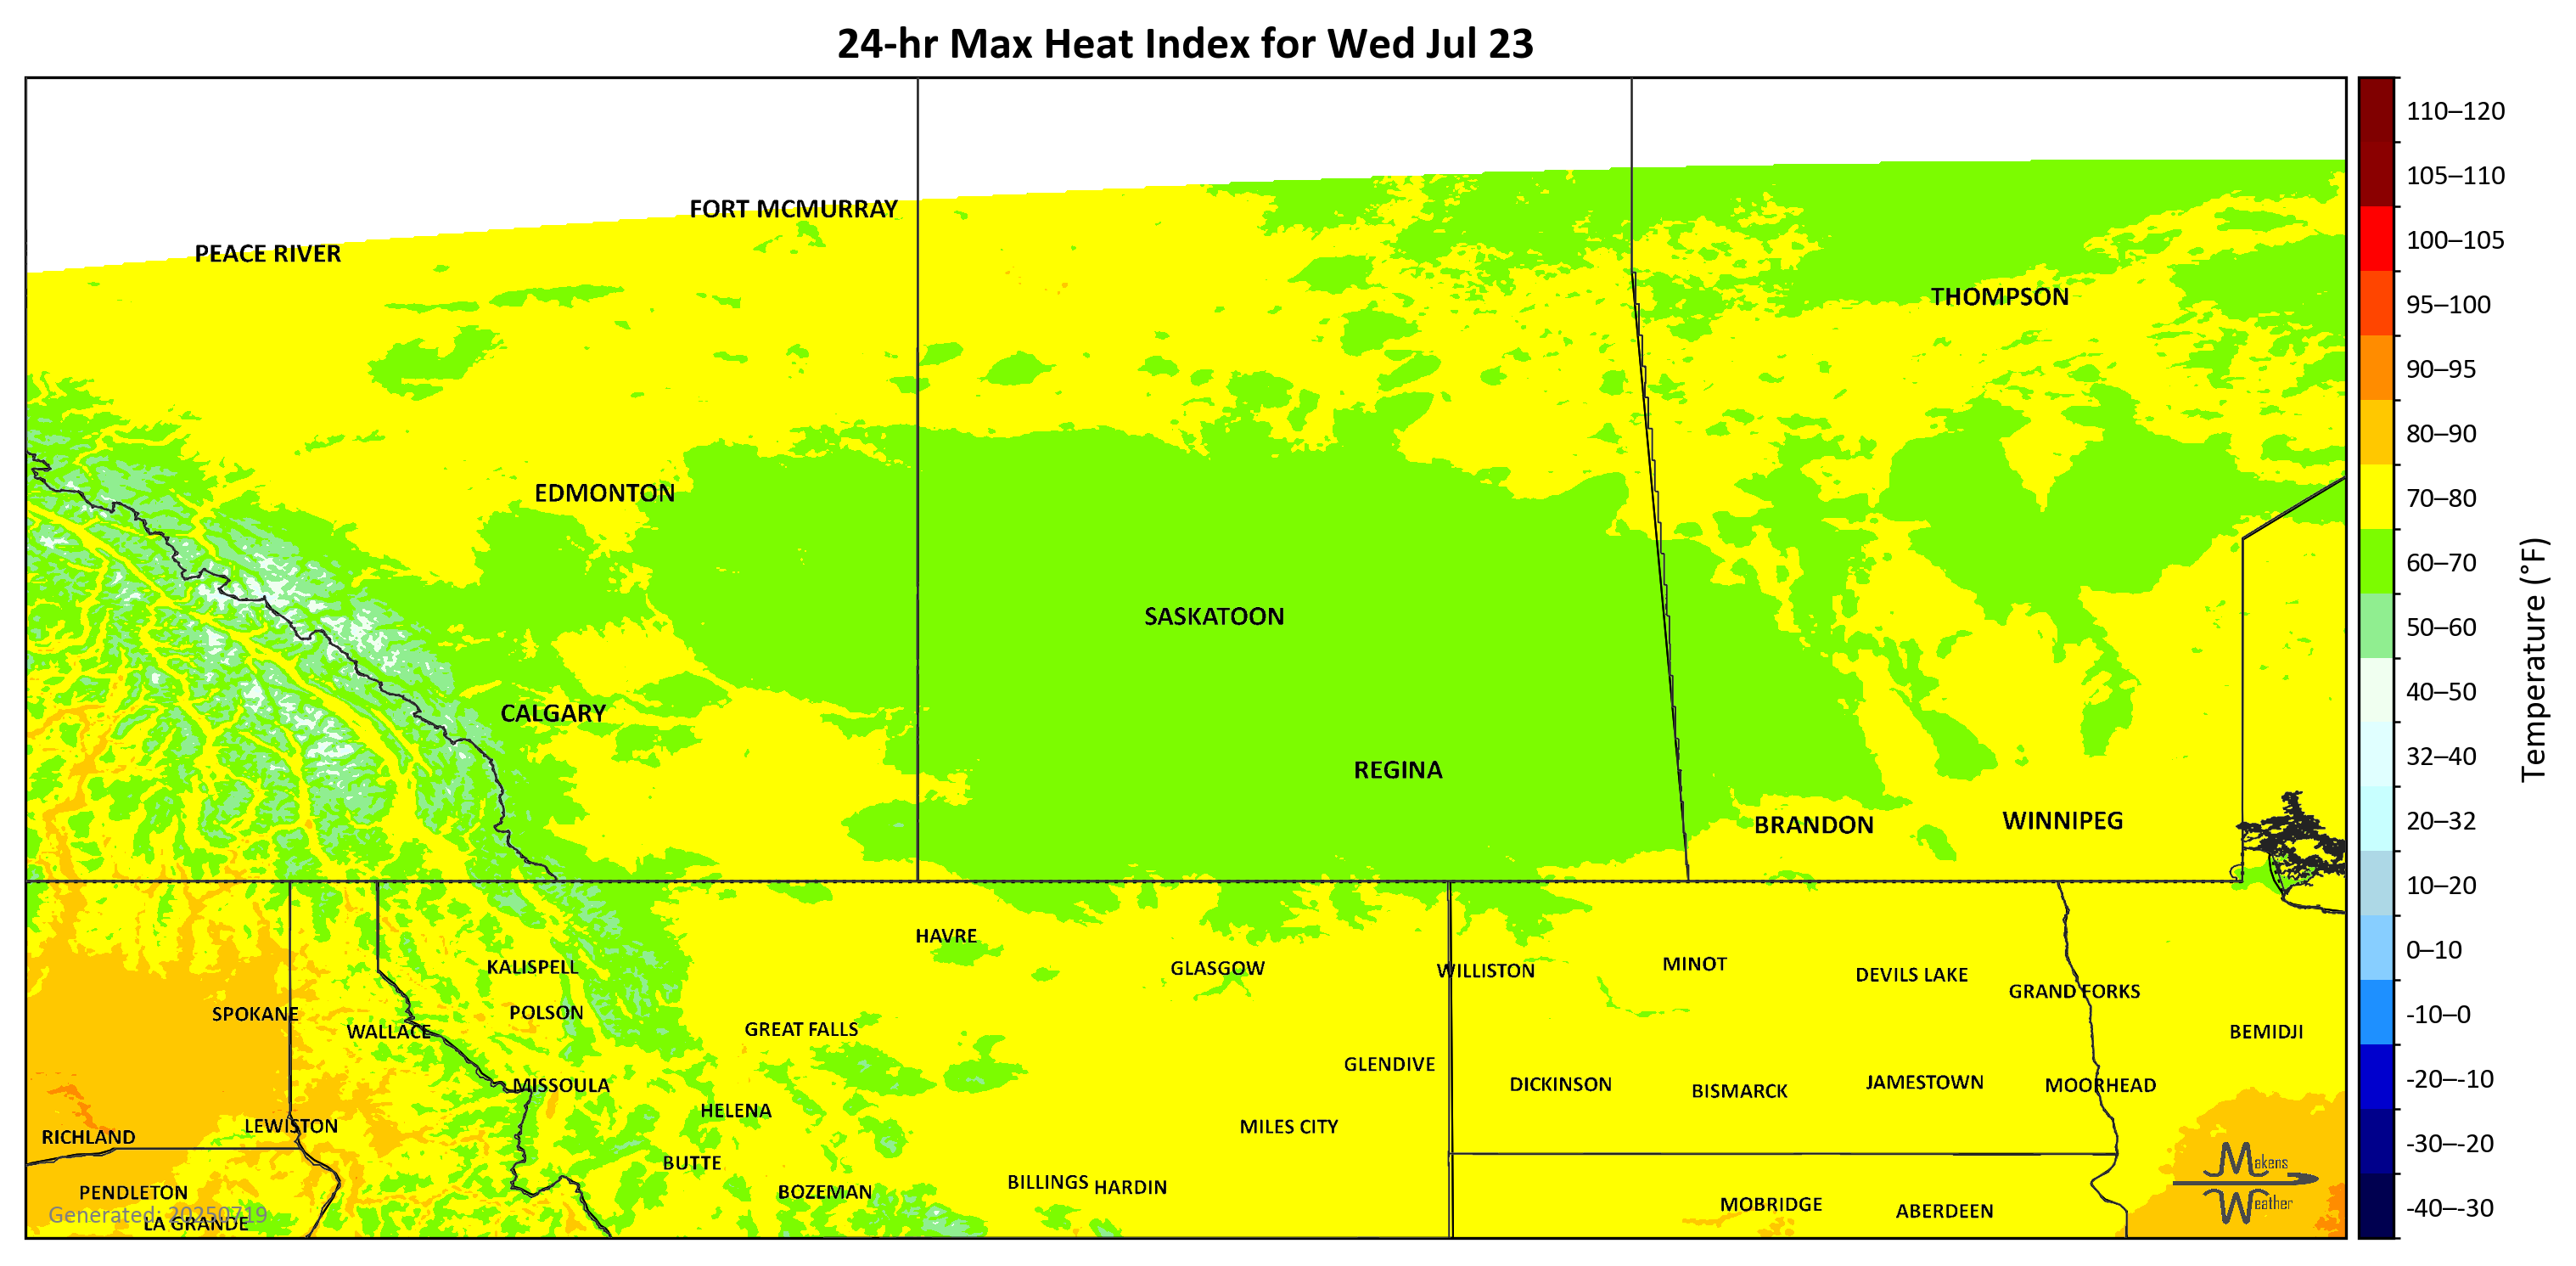 24-hr Max Heat Index for Wed Jul 23
FORT MCMURRAY
PEACE RIVER
THOMPSON
EDMONTON
SASKATOON
CALGARY
REGINA
BRANDON
WINNIPEG
HAVRE
KALISPELL
GLASGOW
WILLISTON
MINOT
DEVILS LAKE
GRAND FORKS
SPOKANE
POLSON
WALLACE
GREAT FALLS
BEMIDJI
GLENDIVE
MISSOULA
DICKINSON
BISMARCK
JAMESTOWN
MOORHEAD
HELENA
LEWISTON
MILES CITY
RICHLAND
BUTTE
PENDLETON
BOZEMAN
BILLINGS
HARDIN
MOBRIDGE
ABERDEEN
Generated: 20250719
LA GRANDE
Makens
Weather
110–120
105–110
100–105
95–100
90–95
80–90
70–80
60–70
50–60
40–50
32–40
20–32
10–20
0–10
-10–0
-20–-10
-30–-20
-40–-30
Temperature (°F)